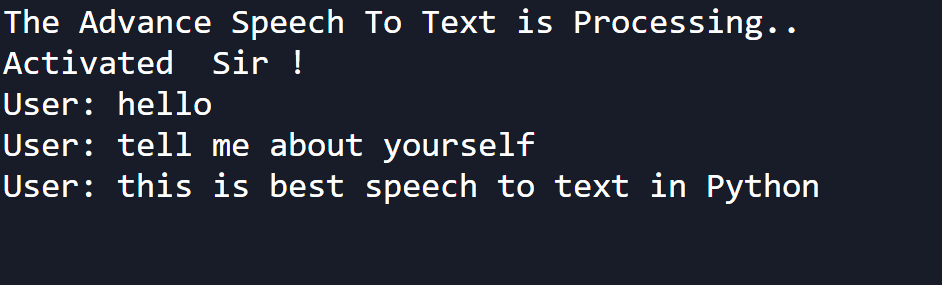 The Advance Speech To Text is Processing..
Activated  Sir !
User: hello
User: tell me about yourself
User: this is best speech to text in Python